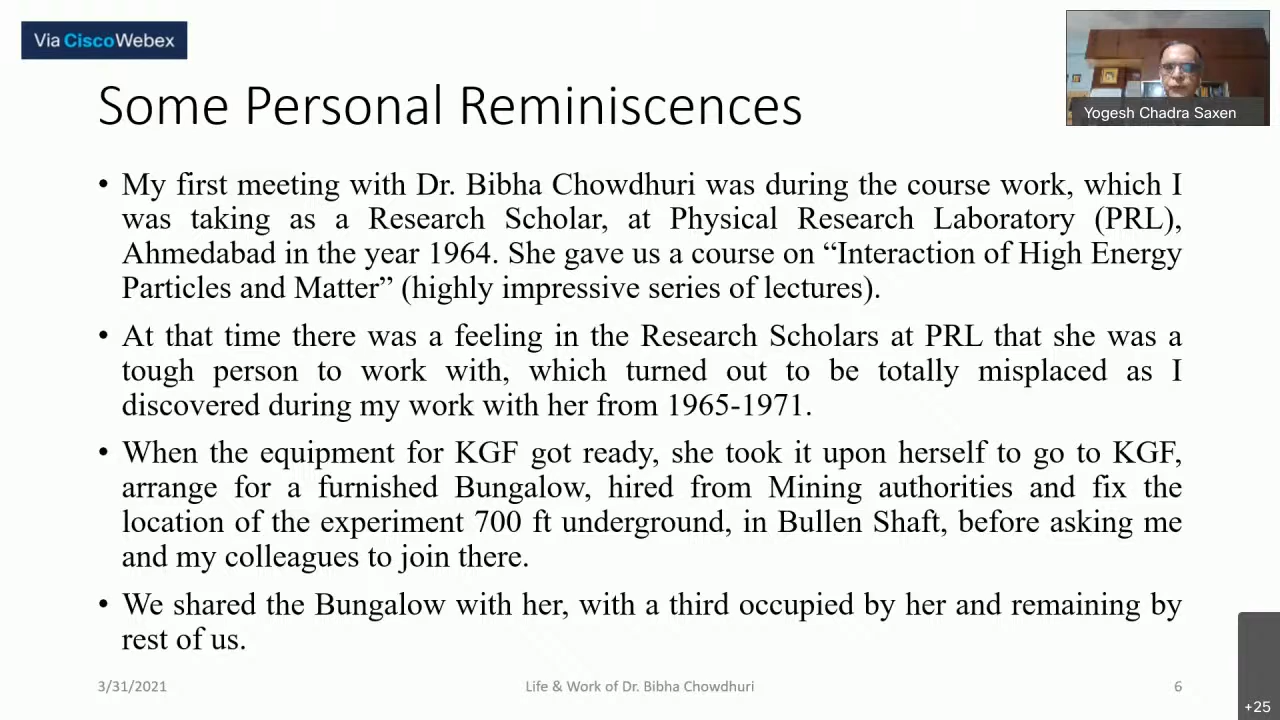 Via CiscoWebex
Yogesh Chadra Saxen
Some Personal Reminiscences
• My first meeting with Dr. Bibha Chowdhuri was during the course work, which I
was taking as a Research Scholar, at Physical Research Laboratory (PRL),
Ahmedabad in the year 1964. She gave us a course on “Interaction of High Energy
Particles and Matter” (highly impressive series of lectures).
• At that time there was a feeling in the Research Scholars at PRL that she was a
tough person to work with, which turned out to be totally misplaced as I
discovered during my work with her from 1965-1971.
• When the equipment for KGF got ready, she took it upon herself to go to KGF,
arrange for a furnished Bungalow, hired from Mining authorities and fix the
location of the experiment 700 ft underground, in Bullen Shaft, before asking me
and my colleagues to join there.
• We shared the Bungalow with her, with a third occupied by her and remaining by
rest of us.
3/31/2021
Life & Work of Dr. Bibha Chowdhuri
6
+25